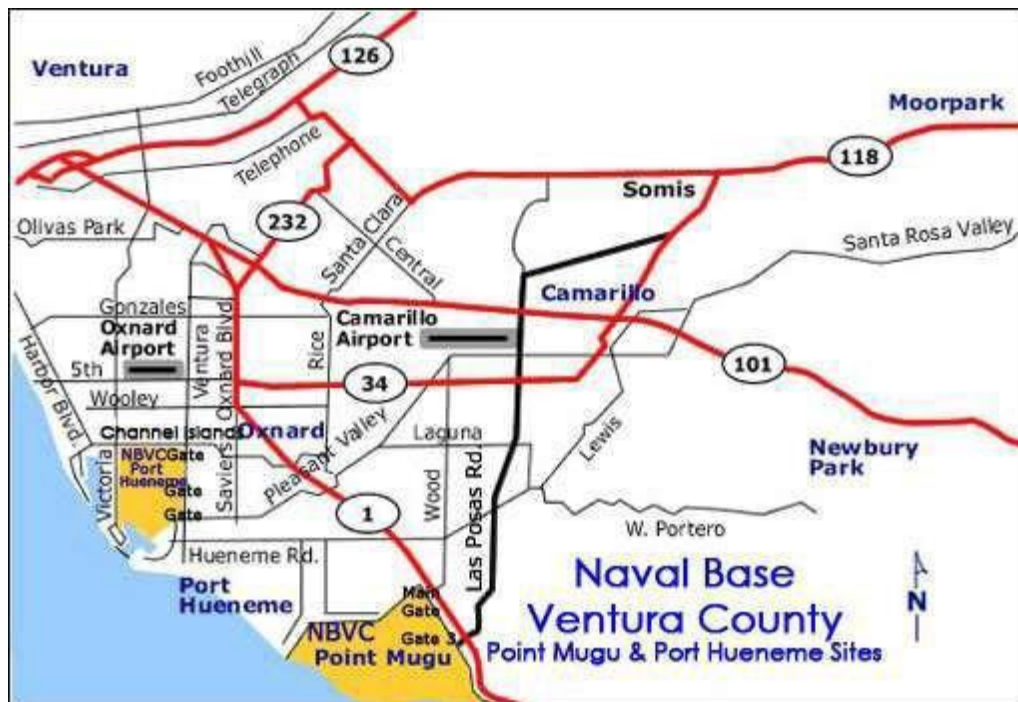 Ventura
Foothill
Telegraph
126
Moorpark
118
Telephone
Somis
232
Olivas Park
Santa Clara
Central
Santa Rosa Valley
Camarillo
Gonzales
Oxnard
Airport
Camarillo
Airport
Harbor Blvd.
Ventura
Oxnard Blvd
Rice
5th
34
101
Wooley
Channel Islands
Oxnard
Pleasant Valley
Laguna
Lewis
Newbury
Park
NBVC
Port
Hueneme
Gate
Gate
Gate
Victoria
Saviers
Wood
Las Posas Rd.
1
W. Portero
Hueneme Rd.
Port
Hueneme
Main
Gate
Gate 3
NBVC
Point Mugu
Naval Base
Ventura County
Point Mugu & Port Hueneme Sites
N